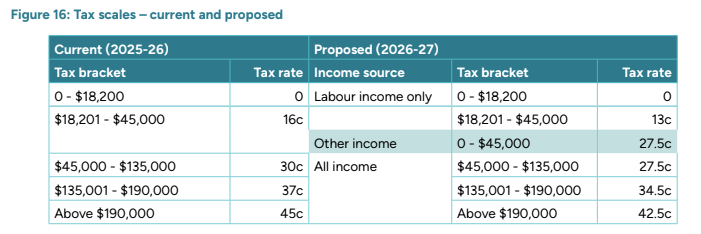 Figure 16: Tax scales – current and proposed
Current (2025-26) Proposed (2026-27)
Tax bracket Tax rate Income source Tax bracket Tax rate
0 - $18,200 0 Labour income only 0 - $18,200 0
$18,201 - $45,000 16c $18,201 - $45,000 13c
Other income 0 - $45,000 27.5c
$45,000 - $135,000 30c All income $45,000 - $135,000 27.5c
$135,001 - $190,000 37c $135,001 - $190,000 34.5c
Above $190,000 45c Above $190,000 42.5c